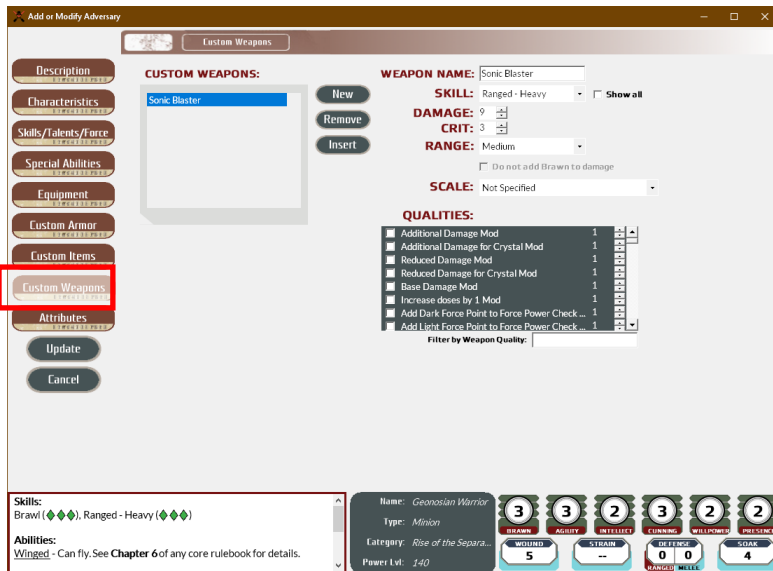 Add or Modify Adversary
Custom Weapons
Description
Characteristics
Skills/Talents/Force
Special Abilities
Equipment
Custom Armor
Custom Items
Custom Weapons
Attributes
Update
Cancel
CUSTOM WEAPONS:
Sonic Blaster
New
Remove
Insert
WEAPON NAME: Sonic Blaster
SKILL: Ranged - Heavy Show all
DAMAGE: 9
CRIT: 3
RANGE: Medium
Do not add Brawn to damage
SCALE: Not Specified
QUALITIES:
Additional Damage Mod 1
Additional Damage for Crystal Mod 1
Reduced Damage Mod 1
Reduced Damage for Crystal Mod 1
Base Damage Mod 1
Increase doses by 1 Mod 1
Add Dark Force Point to Force Power Check ... 1
Add Light Force Point to Force Power Check ... 1
Filter by Weapon Quality:
Skills:
Brawl (), Ranged - Heavy ()
Abilities:
Winged - Can fly. See Chapter 6 of any core rulebook for details.
Name: Geonosian Warrior
Type: Minion
Category: Rise of the Separa...
Power Lvl: 140
3 3 2 3 2 2
BRAWN AGILITY INTELLECT CUNNING WILLPOWER PRESENCE
WOUND STRAIN DEFENSE SOAK
5 -- 0 0 4
RANGED MELEE